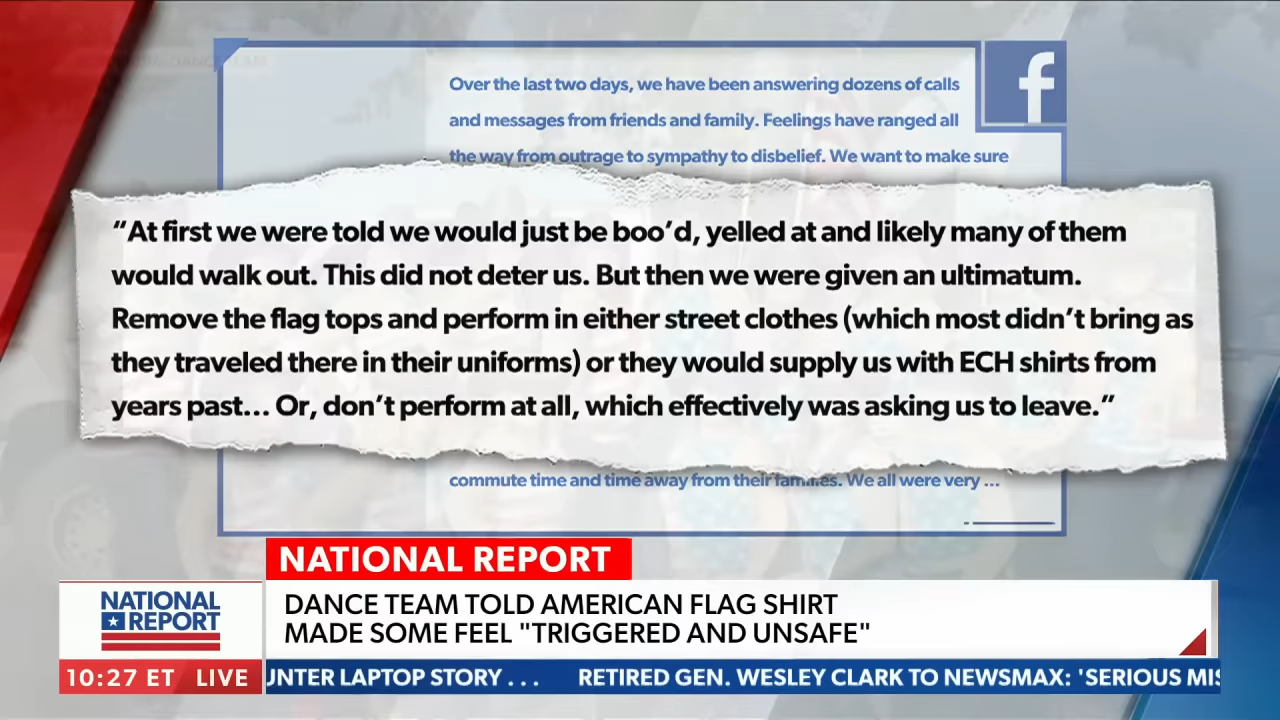 Over the last two days, we have been answering dozens of calls
and messages from friends and family. Feelings have ranged all
the way from outrage to sympathy to disbelief. We want to make sure
f
“At first we were told we would just be boo’d, yelled at and likely many of them
would walk out. This did not deter us. But then we were given an ultimatum.
Remove the flag tops and perform in either street clothes (which most didn’t bring as
they traveled there in their uniforms) or they would supply us with ECH shirts from
years past... Or, don’t perform at all, which effectively was asking us to leave.”
commute time and time away from their families. We all were very ...
NATIONAL REPORT
NATIONAL
REPORT
DANCE TEAM TOLD AMERICAN FLAG SHIRT
MADE SOME FEEL "TRIGGERED AND UNSAFE"
10:27 ET LIVE
UNTER LAPTOP STORY . . . RETIRED GEN. WESLEY CLARK TO NEWSMAX: 'SERIOUS MIS